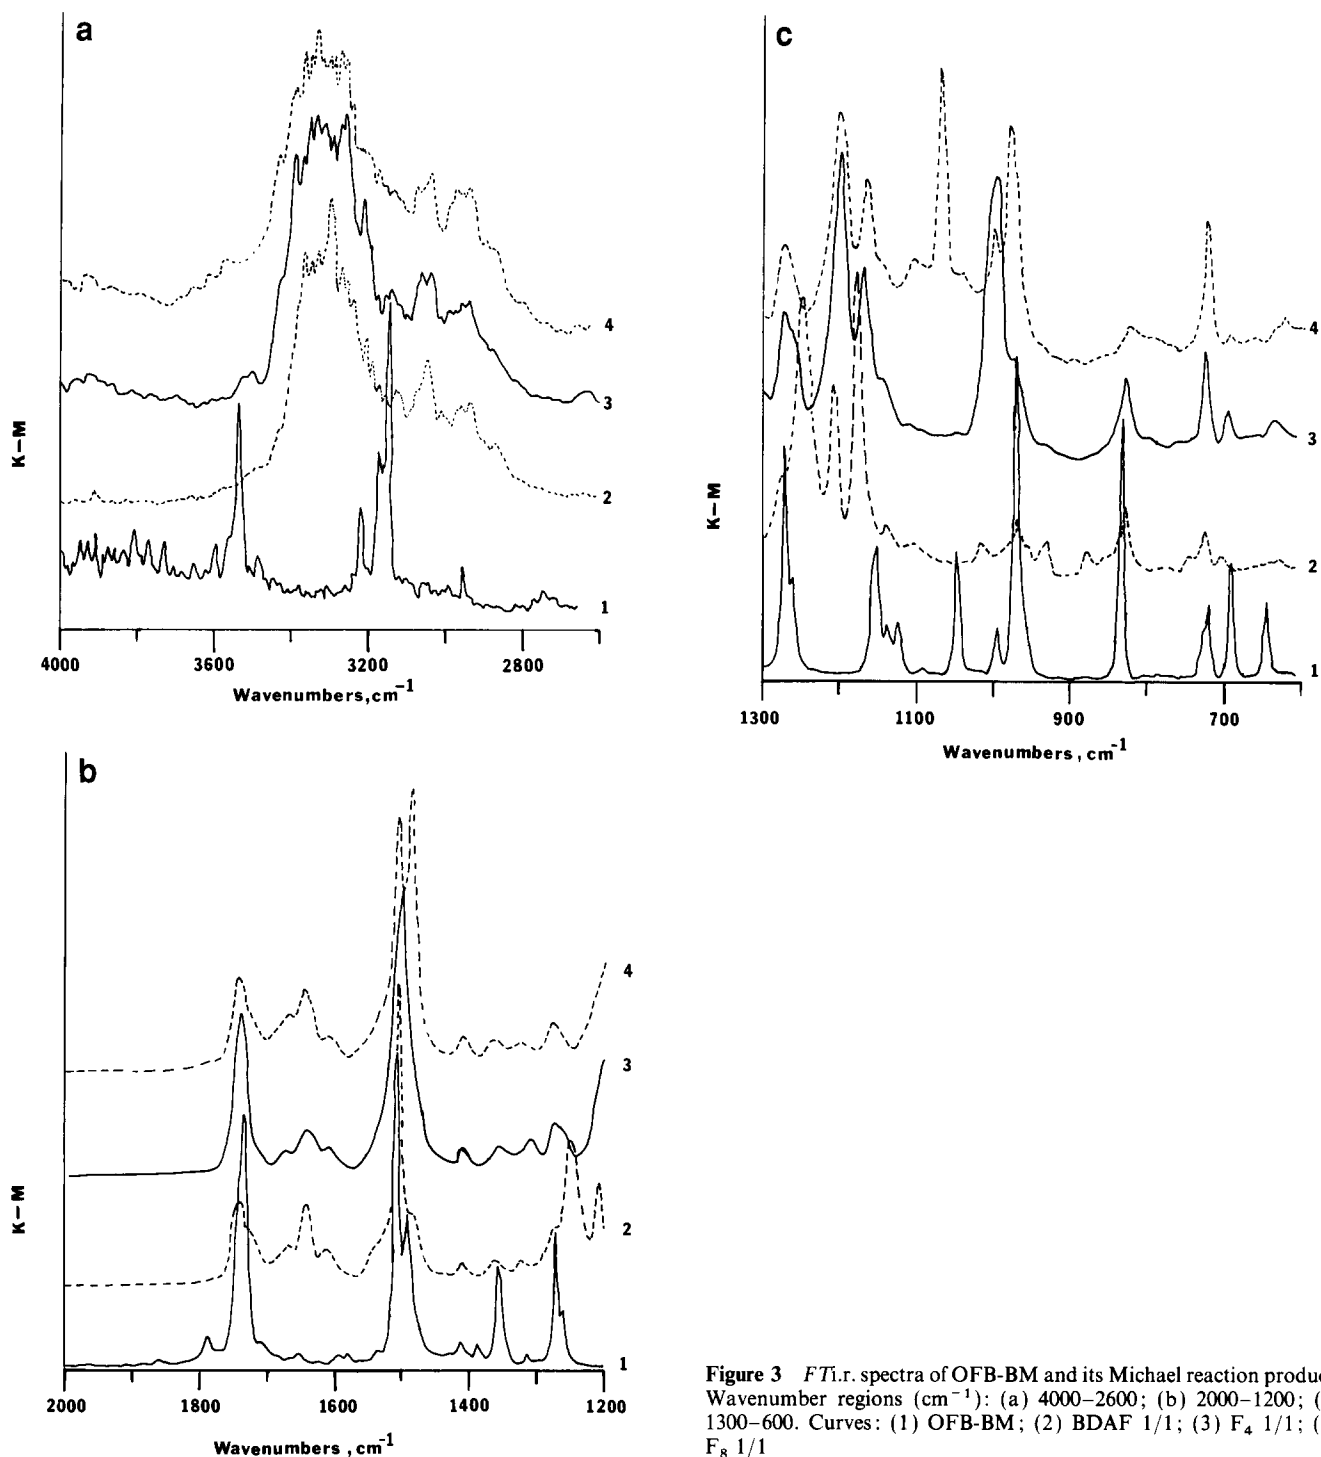 a
K–M
4
3
2
1
4000 3600 3200 2800
Wavenumbers,cm-1
c
K–M
4
3
2
1
1300 1100 900 700
Wavenumbers , cm-1
b
K–M
4
3
2
1
2000 1800 1600 1400 1200
Wavenumbers ,cm-1
Figure 3 FTi.r. spectra of OFB-BM and its Michael reaction produ
Wavenumber regions (cm−1): (a) 4000–2600; (b) 2000–1200; (
1300–600. Curves: (1) OFB-BM; (2) BDAF 1/1; (3) F4 1/1; (
F8 1/1